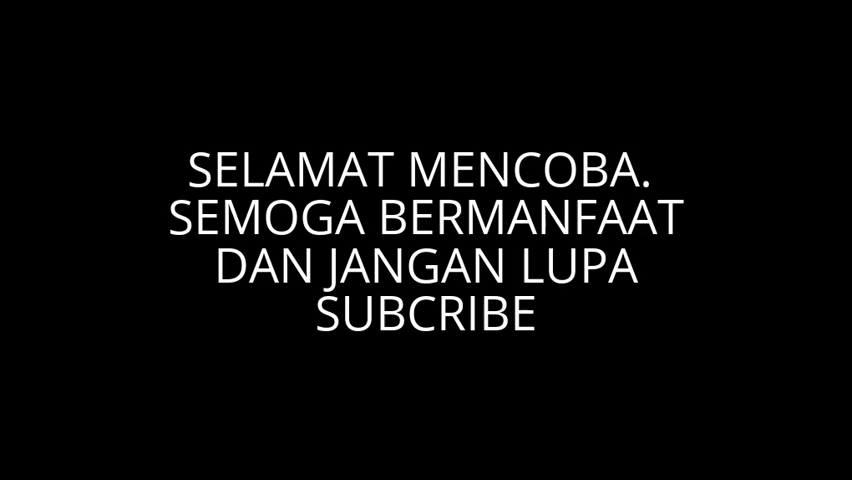 SELAMAT MENCOBA.
SEMOGA BERMANFAAT
DAN JANGAN LUPA
SUBCRIBE